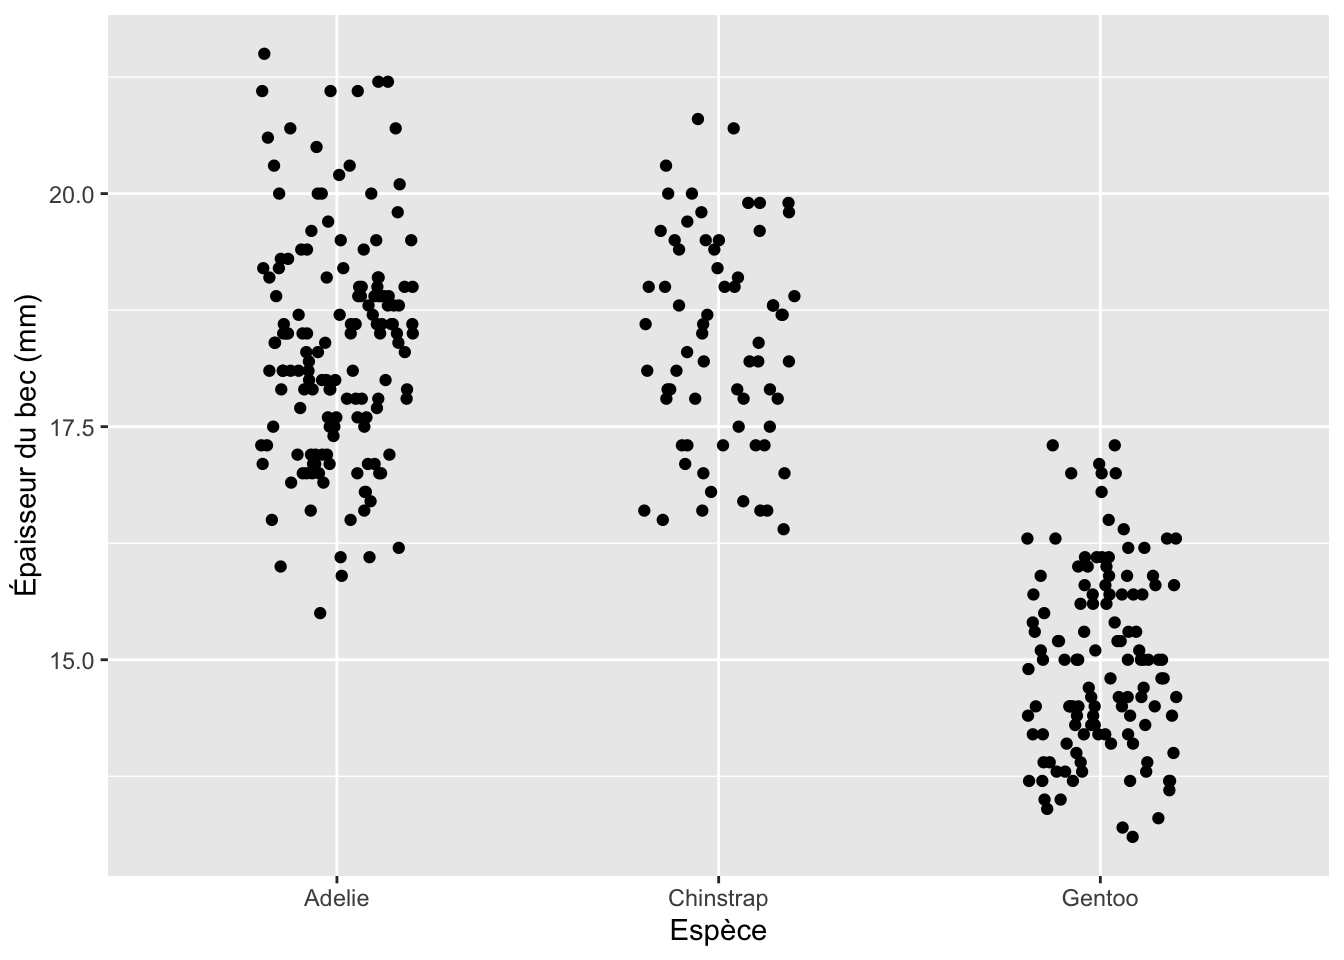 Épaisseur du bec (mm)
20.0
17.5
15.0
Adelie
Chinstrap
Gentoo
Espèce